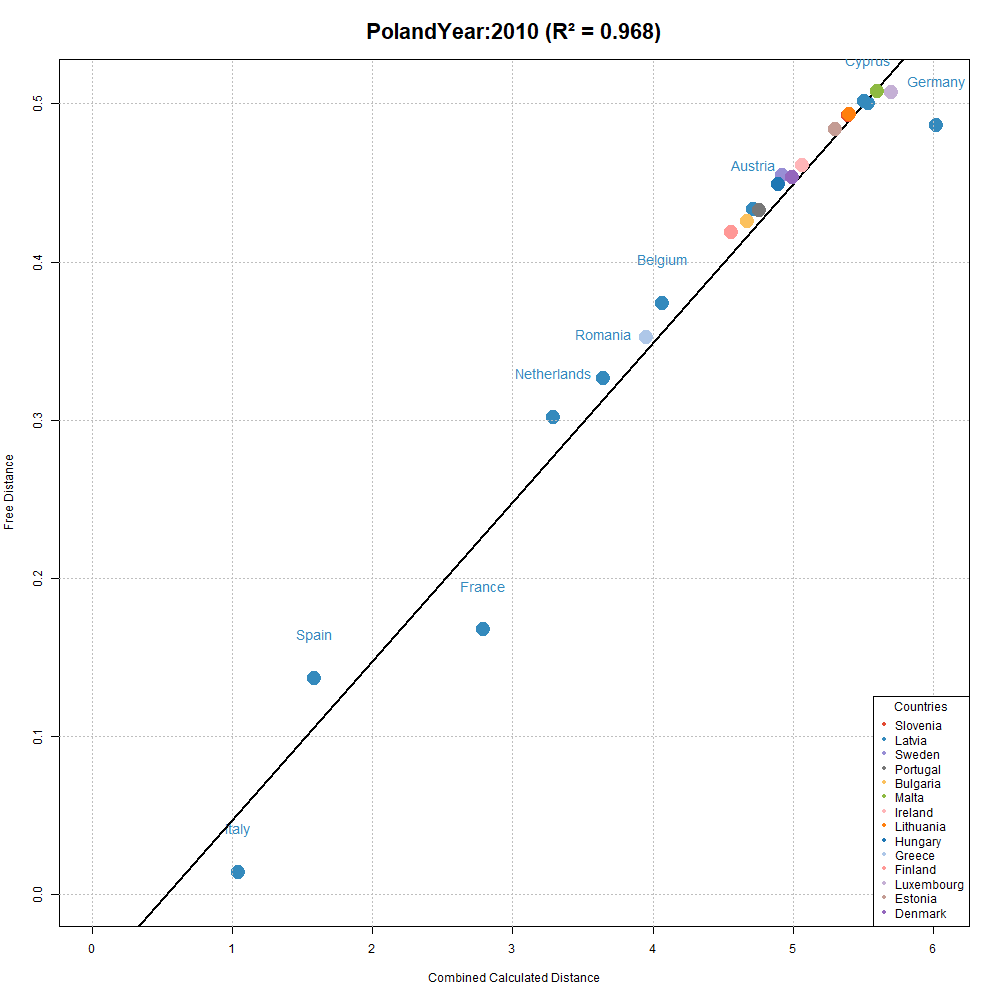 PolandYear:2010 (R² = 0.968)
Cyprus
Germany
Austria
Belgium
Romania
Netherlands
France
Spain
Italy
Free Distance
0.5
0.4
0.3
0.2
0.1
0.0
0 1 2 3 4 5 6
Combined Calculated Distance
Countries
Slovenia
Latvia
Sweden
Portugal
Bulgaria
Malta
Ireland
Lithuania
Hungary
Greece
Finland
Luxembourg
Estonia
Denmark